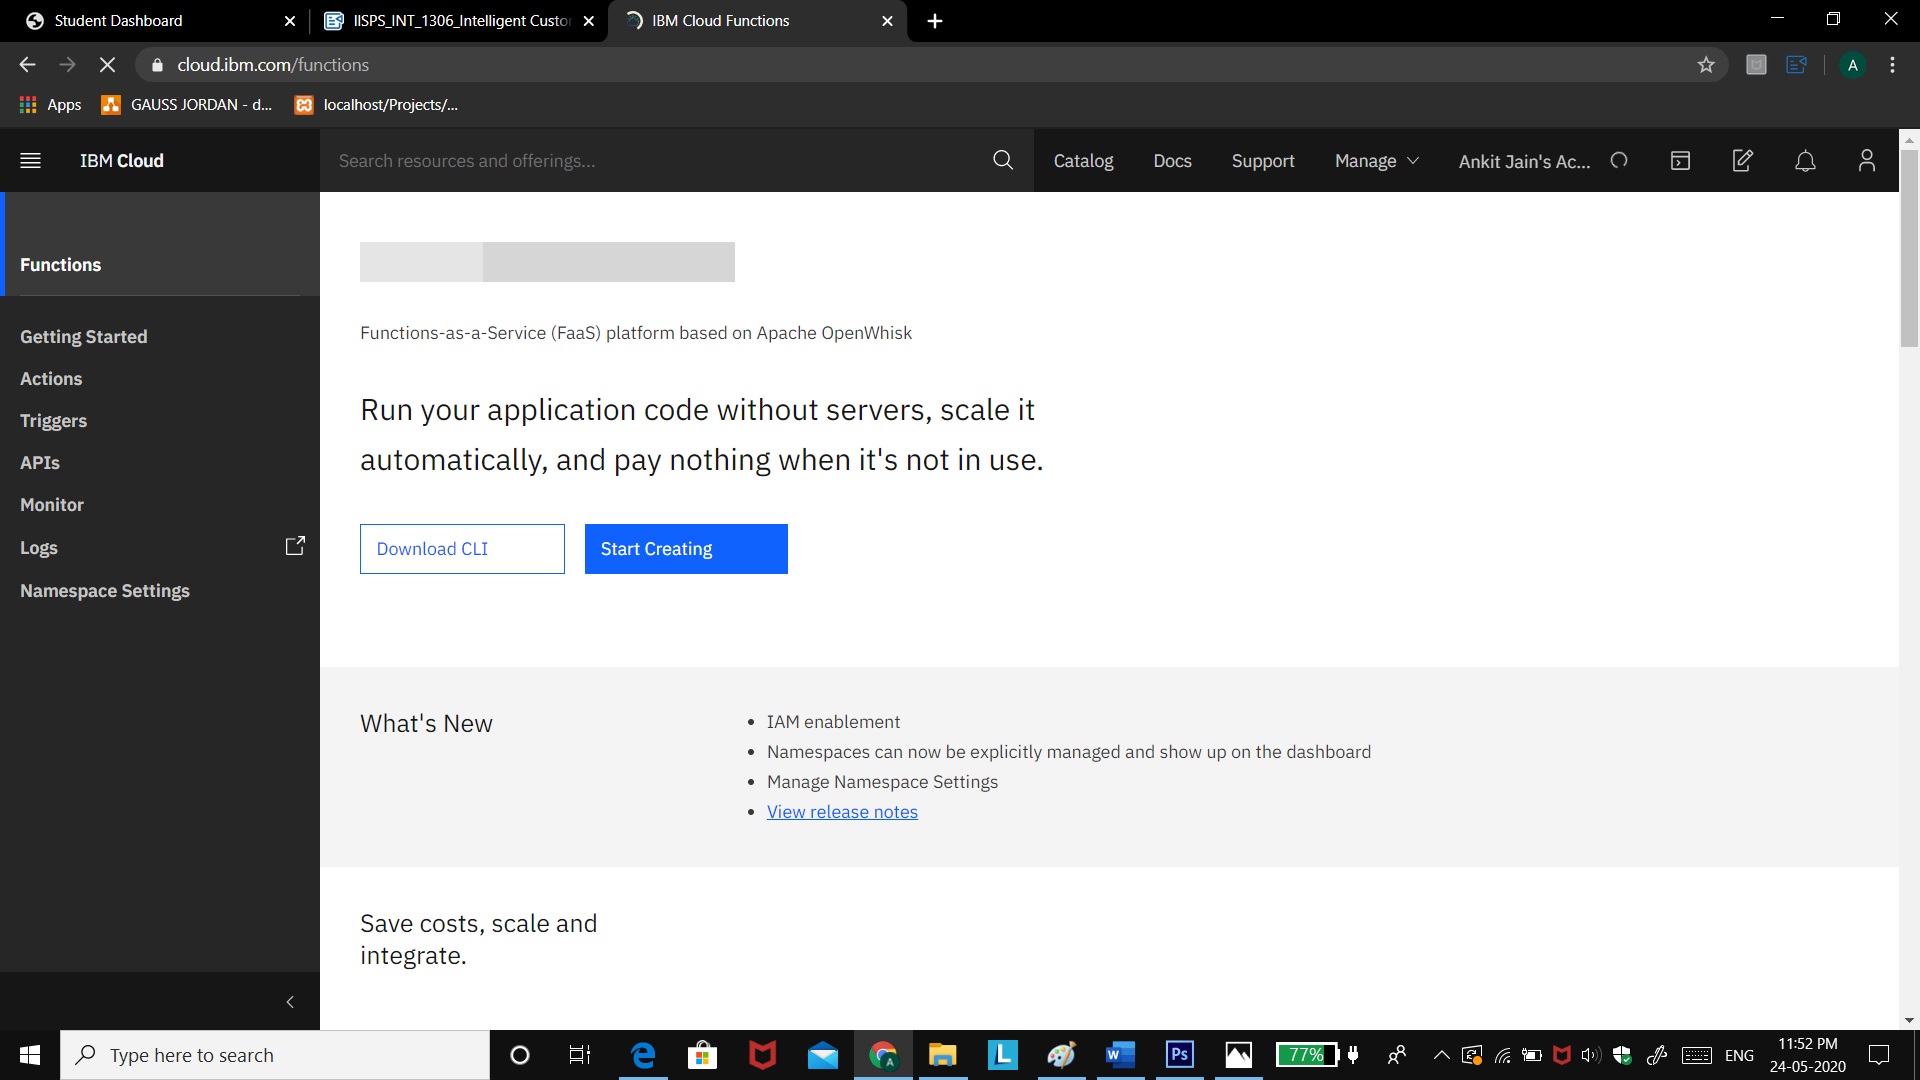 Student Dashboard
IISPS_INT_1306_Intelligent Custo
IBM Cloud Functions
cloud.ibm.com/functions
A
Apps
GAUSS JORDAN - d...
localhost/Projects/...
IBM Cloud
Search resources and offerings...
Catalog
Docs
Support
Manage
Ankit Jain's Ac...
Functions
Getting Started
Actions
Triggers
APIs
Monitor
Logs
Namespace Settings
Functions-as-a-Service (FaaS) platform based on Apache OpenWhisk
Run your application code without servers, scale it
automatically, and pay nothing when it's not in use.
Download CLI
Start Creating
What's New
IAM enablement
Namespaces can now be explicitly managed and show up on the dashboard
Manage Namespace Settings
View release notes
Save costs, scale and
integrate.
Type here to search
L
Ps
77%
ENG
11:52 PM
24-05-2020